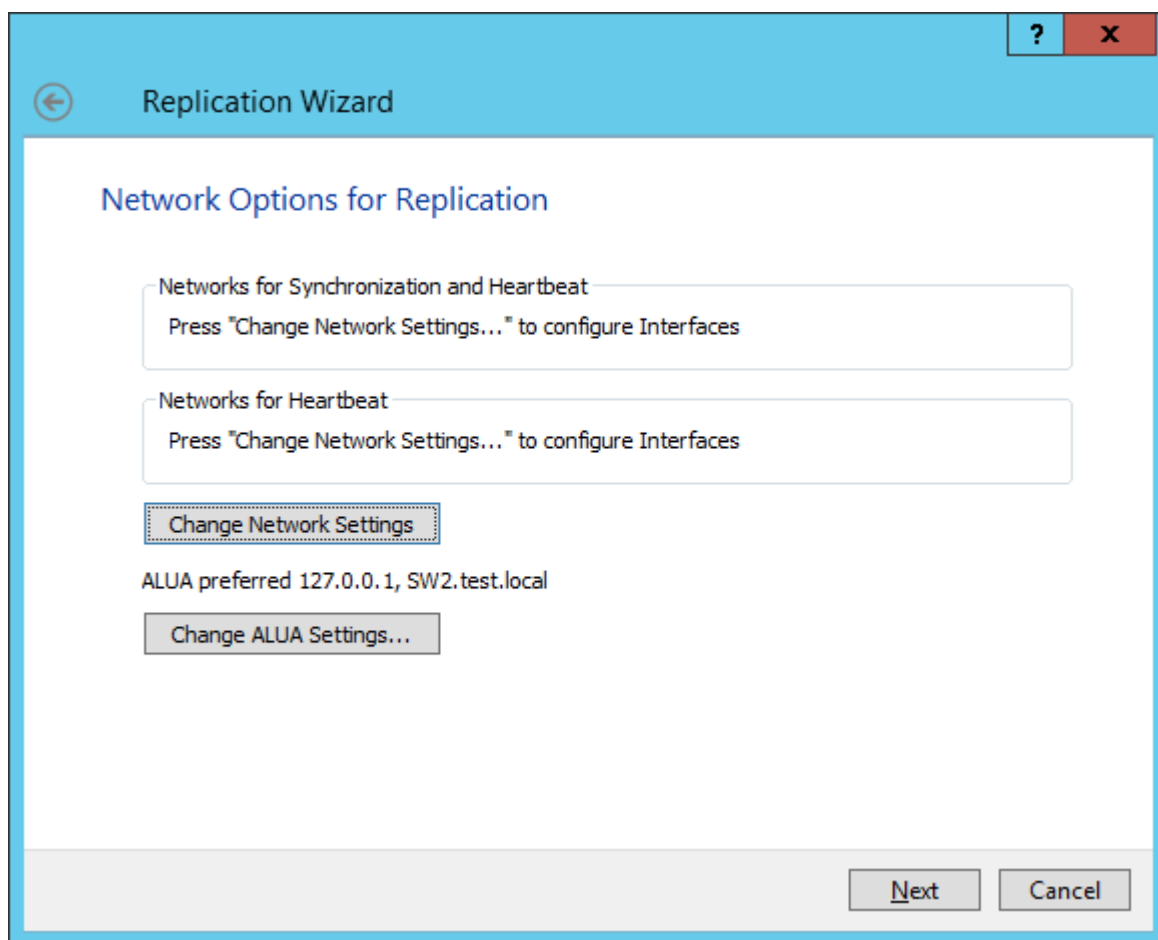 ?
x
Replication Wizard
Network Options for Replication
Networks for Synchronization and Heartbeat
Press "Change Network Settings..." to configure Interfaces
Networks for Heartbeat
Press "Change Network Settings..." to configure Interfaces
Change Network Settings
ALUA preferred 127.0.0.1, SW2.test.local
Change ALUA Settings...
Next
Cancel